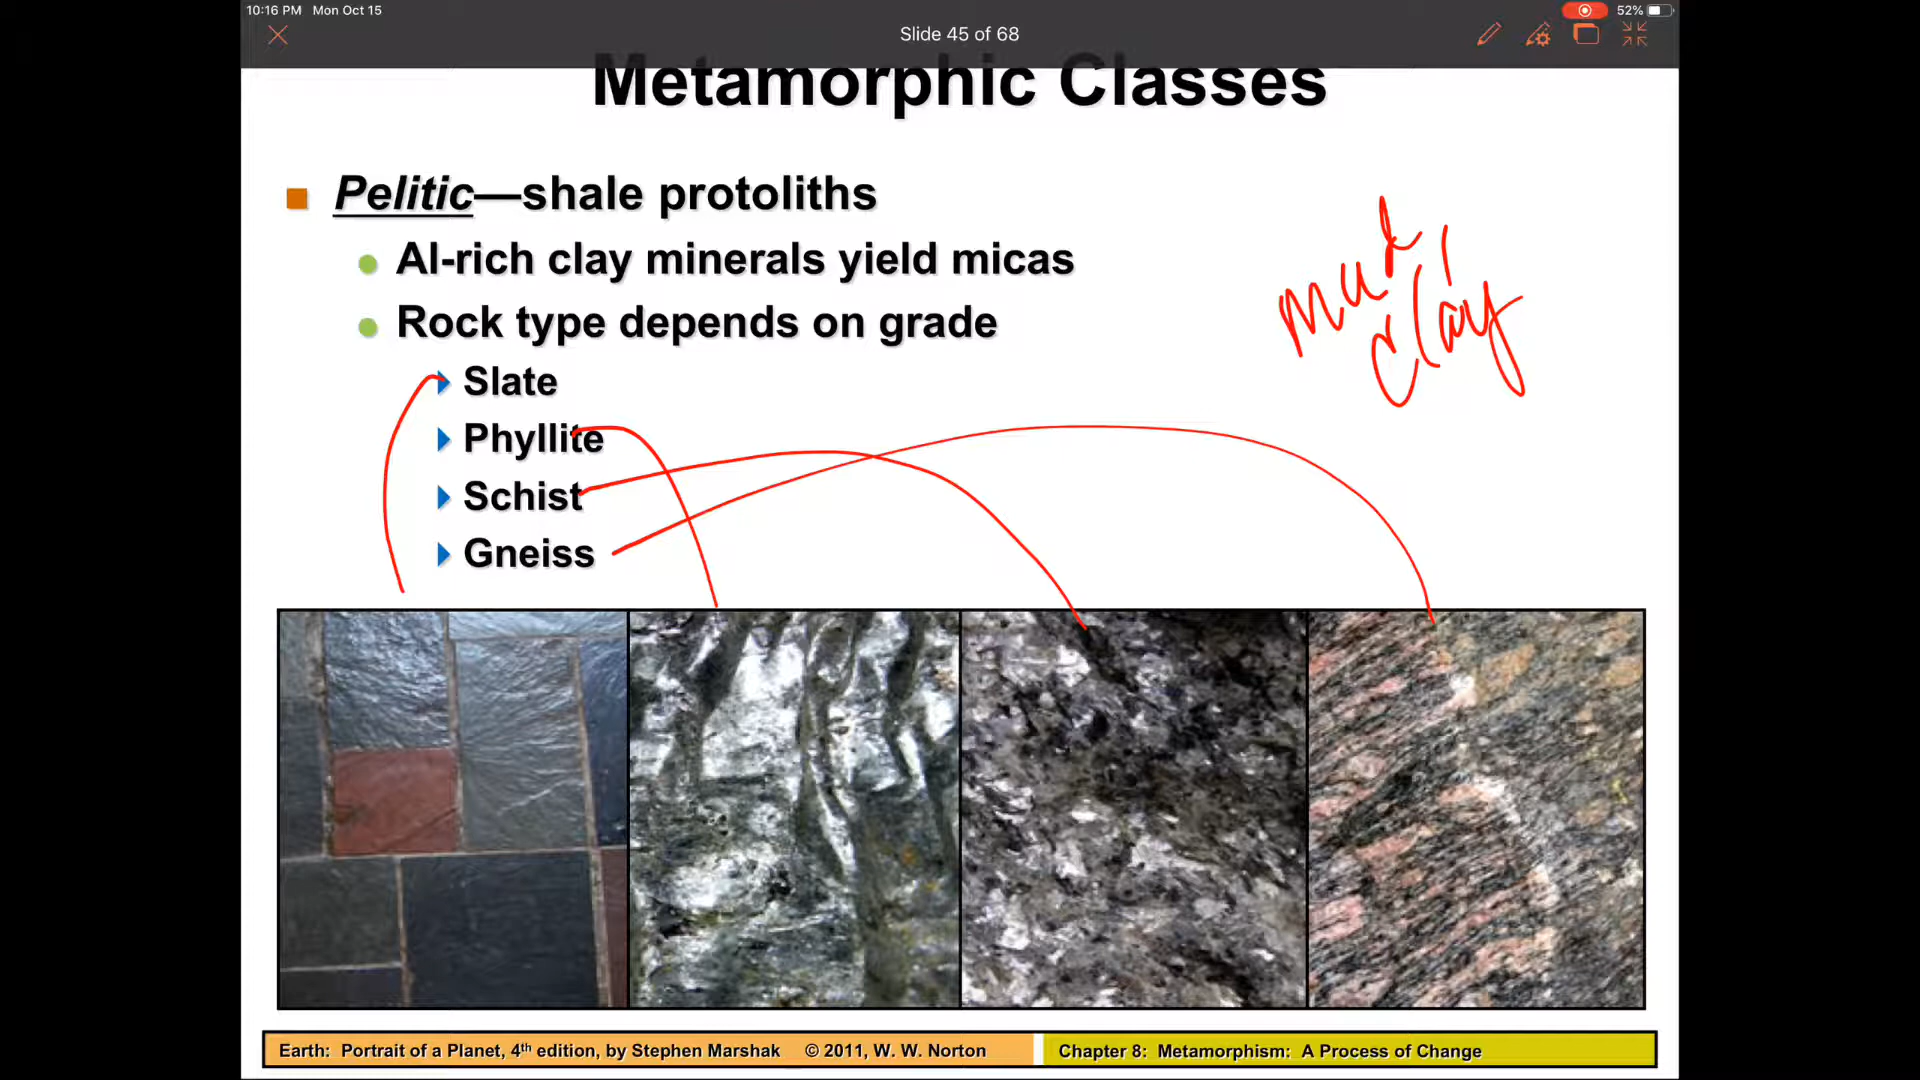 10:16 PM Mon Oct 15
52%
Slide 45 of 68
Metamorphic Classes
Pelitic—shale protoliths
Al-rich clay minerals yield micas
Rock type depends on grade
Slate
Phyllite
Schist
Gneiss
mud
clay
Earth: Portrait of a Planet, 4th edition, by Stephen Marshak © 2011, W. W. Norton
Chapter 8: Metamorphism: A Process of Change